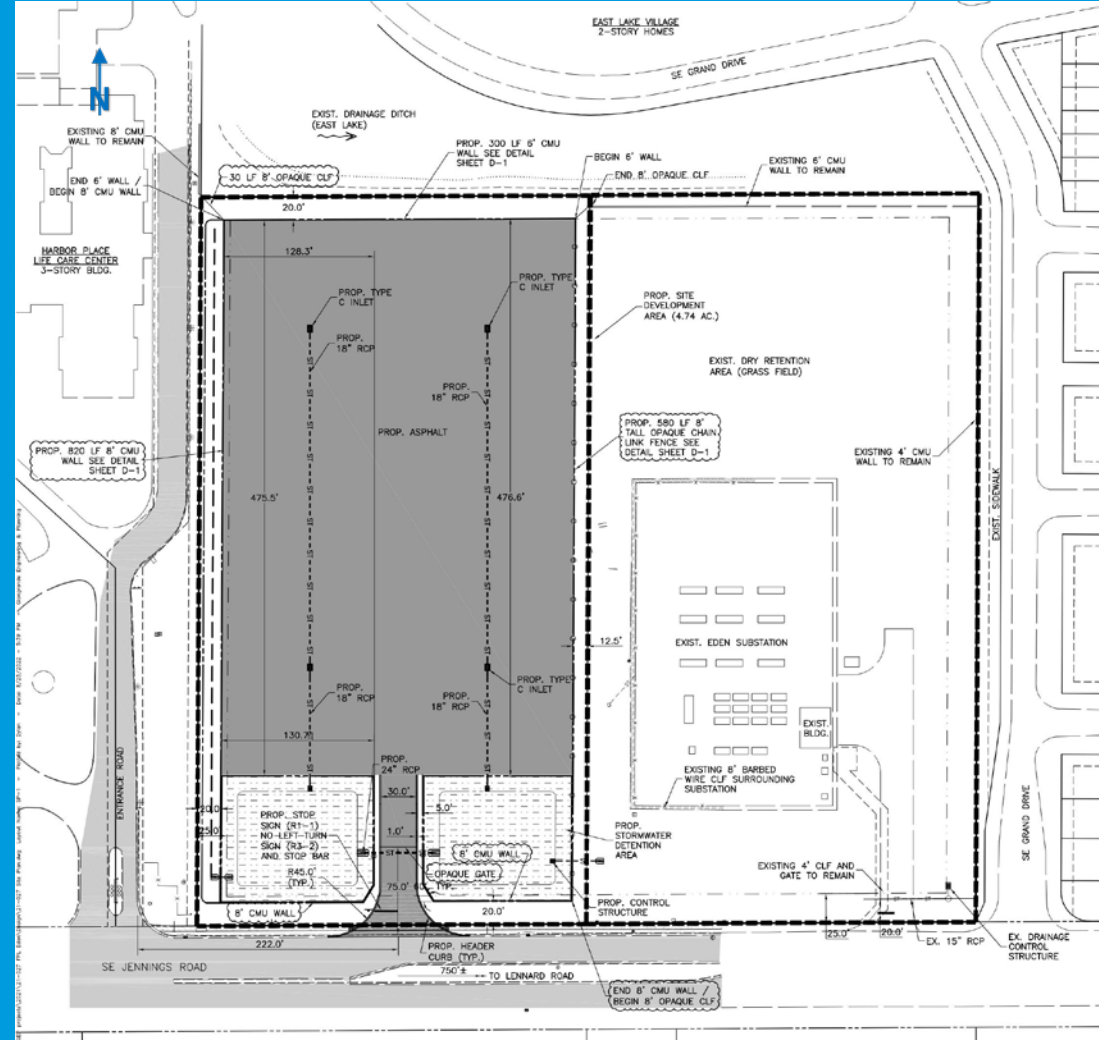 EAST LAKE VILLAGE
2-STORY HOMES
SE GRAND DRIVE
N
EXIST. DRAINAGE DITCH
(EAST LAKE)
EXISTING 8' CMU
WALL TO REMAIN
PROP. 300 LF 6' CMU
WALL SEE DETAIL
SHEET D-1
BEGIN 6' WALL
EXISTING 6' CMU
WALL TO REMAIN
END 6' WALL /
BEGIN 8' CMU WALL
30 LF 8' OPAQUE CLF
END 8' OPAQUE CLF
20.0'
HARBOR PLACE
LIFE CARE CENTER
3-STORY BLDG.
128.3'
PROP. TYPE
C INLET
PROP. TYPE
C INLET
PROP. SITE
DEVELOPMENT
AREA (4.74 AC.)
PROP.
18" RCP
EXIST. DRY RETENTION
AREA (GRASS FIELD)
PROP.
18" RCP
PROP. ASPHALT
PROP. 580 LF 8'
TALL OPAQUE CHAIN
LINK FENCE SEE
DETAIL SHEET D-1
PROP. 820 LF 8' CMU
WALL SEE DETAIL
SHEET D-1
EXISTING 4' CMU
WALL TO REMAIN
475.5'
476.6'
EXIST. SIDEWALK
EXIST. EDEN SUBSTATION
12.5'
PROP. TYPE
C INLET
PROP.
18" RCP
PROP.
18" RCP
EXIST.
BLDG.
130.7'
PROP.
24" RCP
EXISTING 8' BARBED
WIRE CLF SURROUNDING
SUBSTATION
ENTRANCE ROAD
30.0'
20.0'
5.0'
PROP. STOP
SIGN (R1-1)
NO LEFT-TURN
SIGN (R3-2)
AND STOP BAR
25.0'
1.0'
PROP.
STORMWATER
DETENTION
AREA
SE GRAND DRIVE
8' CMU WALL
R45.0'
(TYP.)
OPAQUE GATE
TYP.
75.0'
EXISTING 4' CLF AND
GATE TO REMAIN
8' CMU WALL
20.0'
PROP. CONTROL
STRUCTURE
25.0'
20.0'
EX. 15" RCP
EX. DRAINAGE
CONTROL
STRUCTURE
222.0'
PROP. HEADER
CURB (TYP.)
SE JENNINGS ROAD
750'±
TO LENNARD ROAD
END 8' CMU WALL /
BEGIN 8' OPAQUE CLF